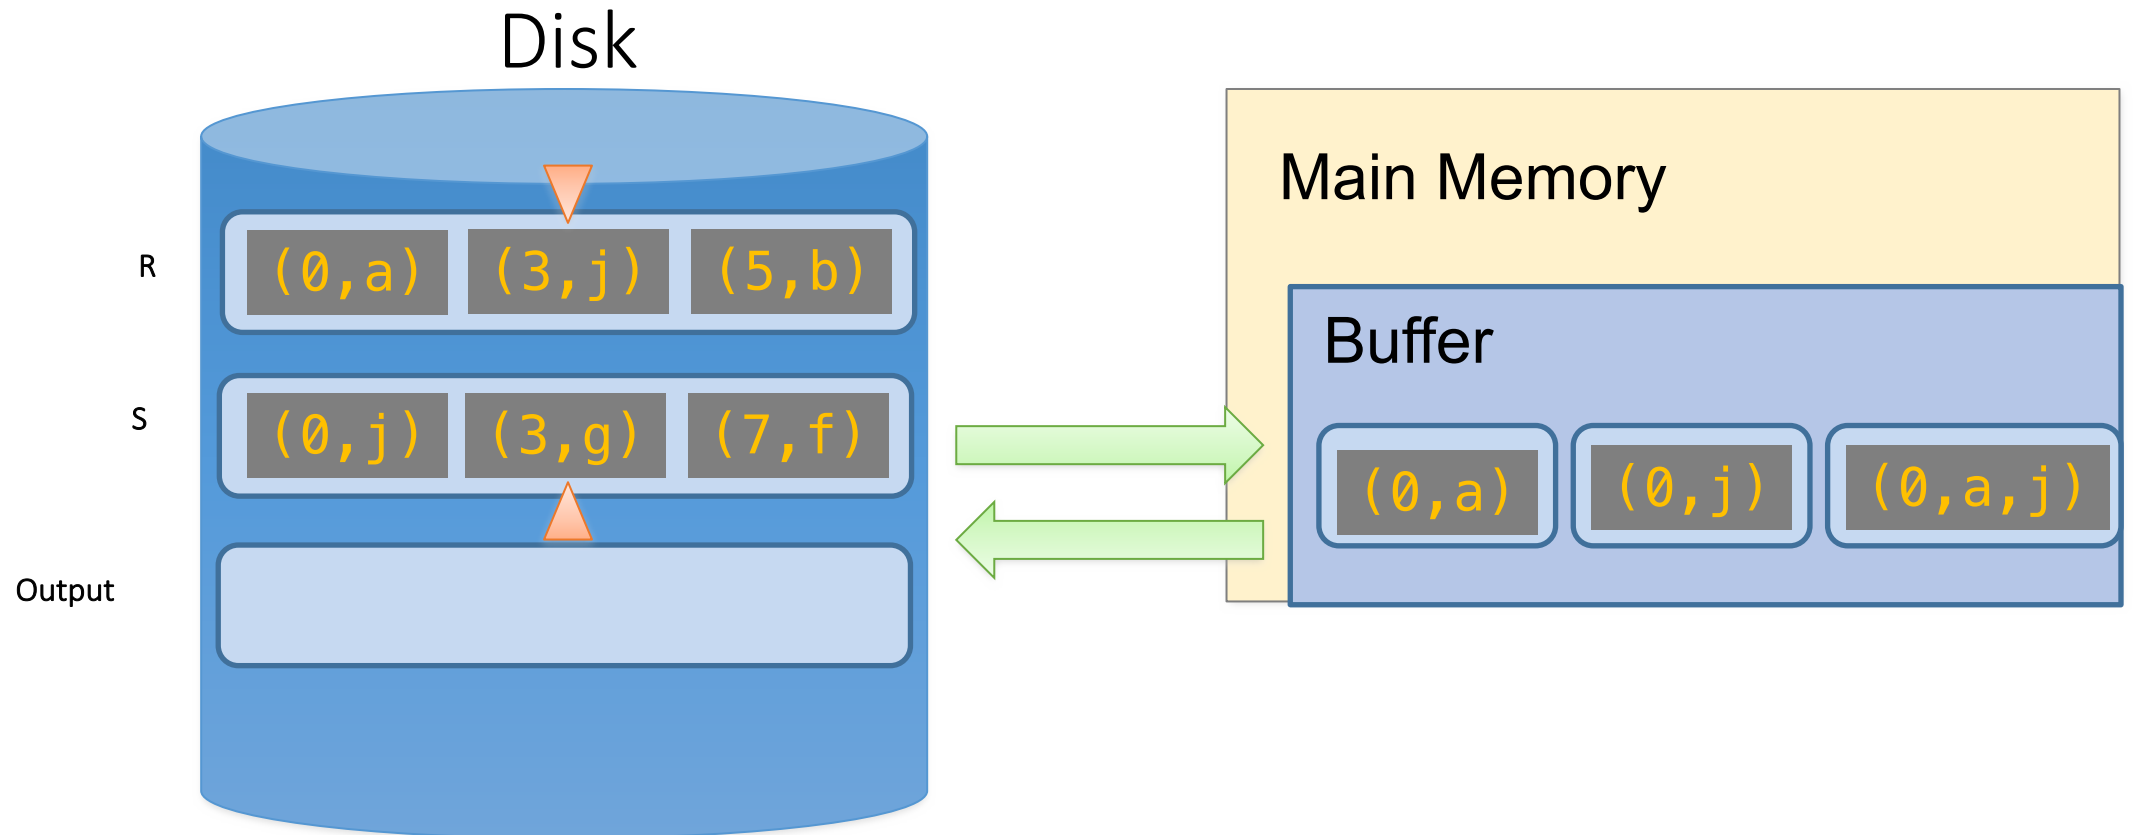 Disk
Main Memory
R
(0,a) (3,j) (5,b)
Buffer
S
(0,j) (3,g) (7,f)
(0,a) (0,j) (0,a,j)
Output